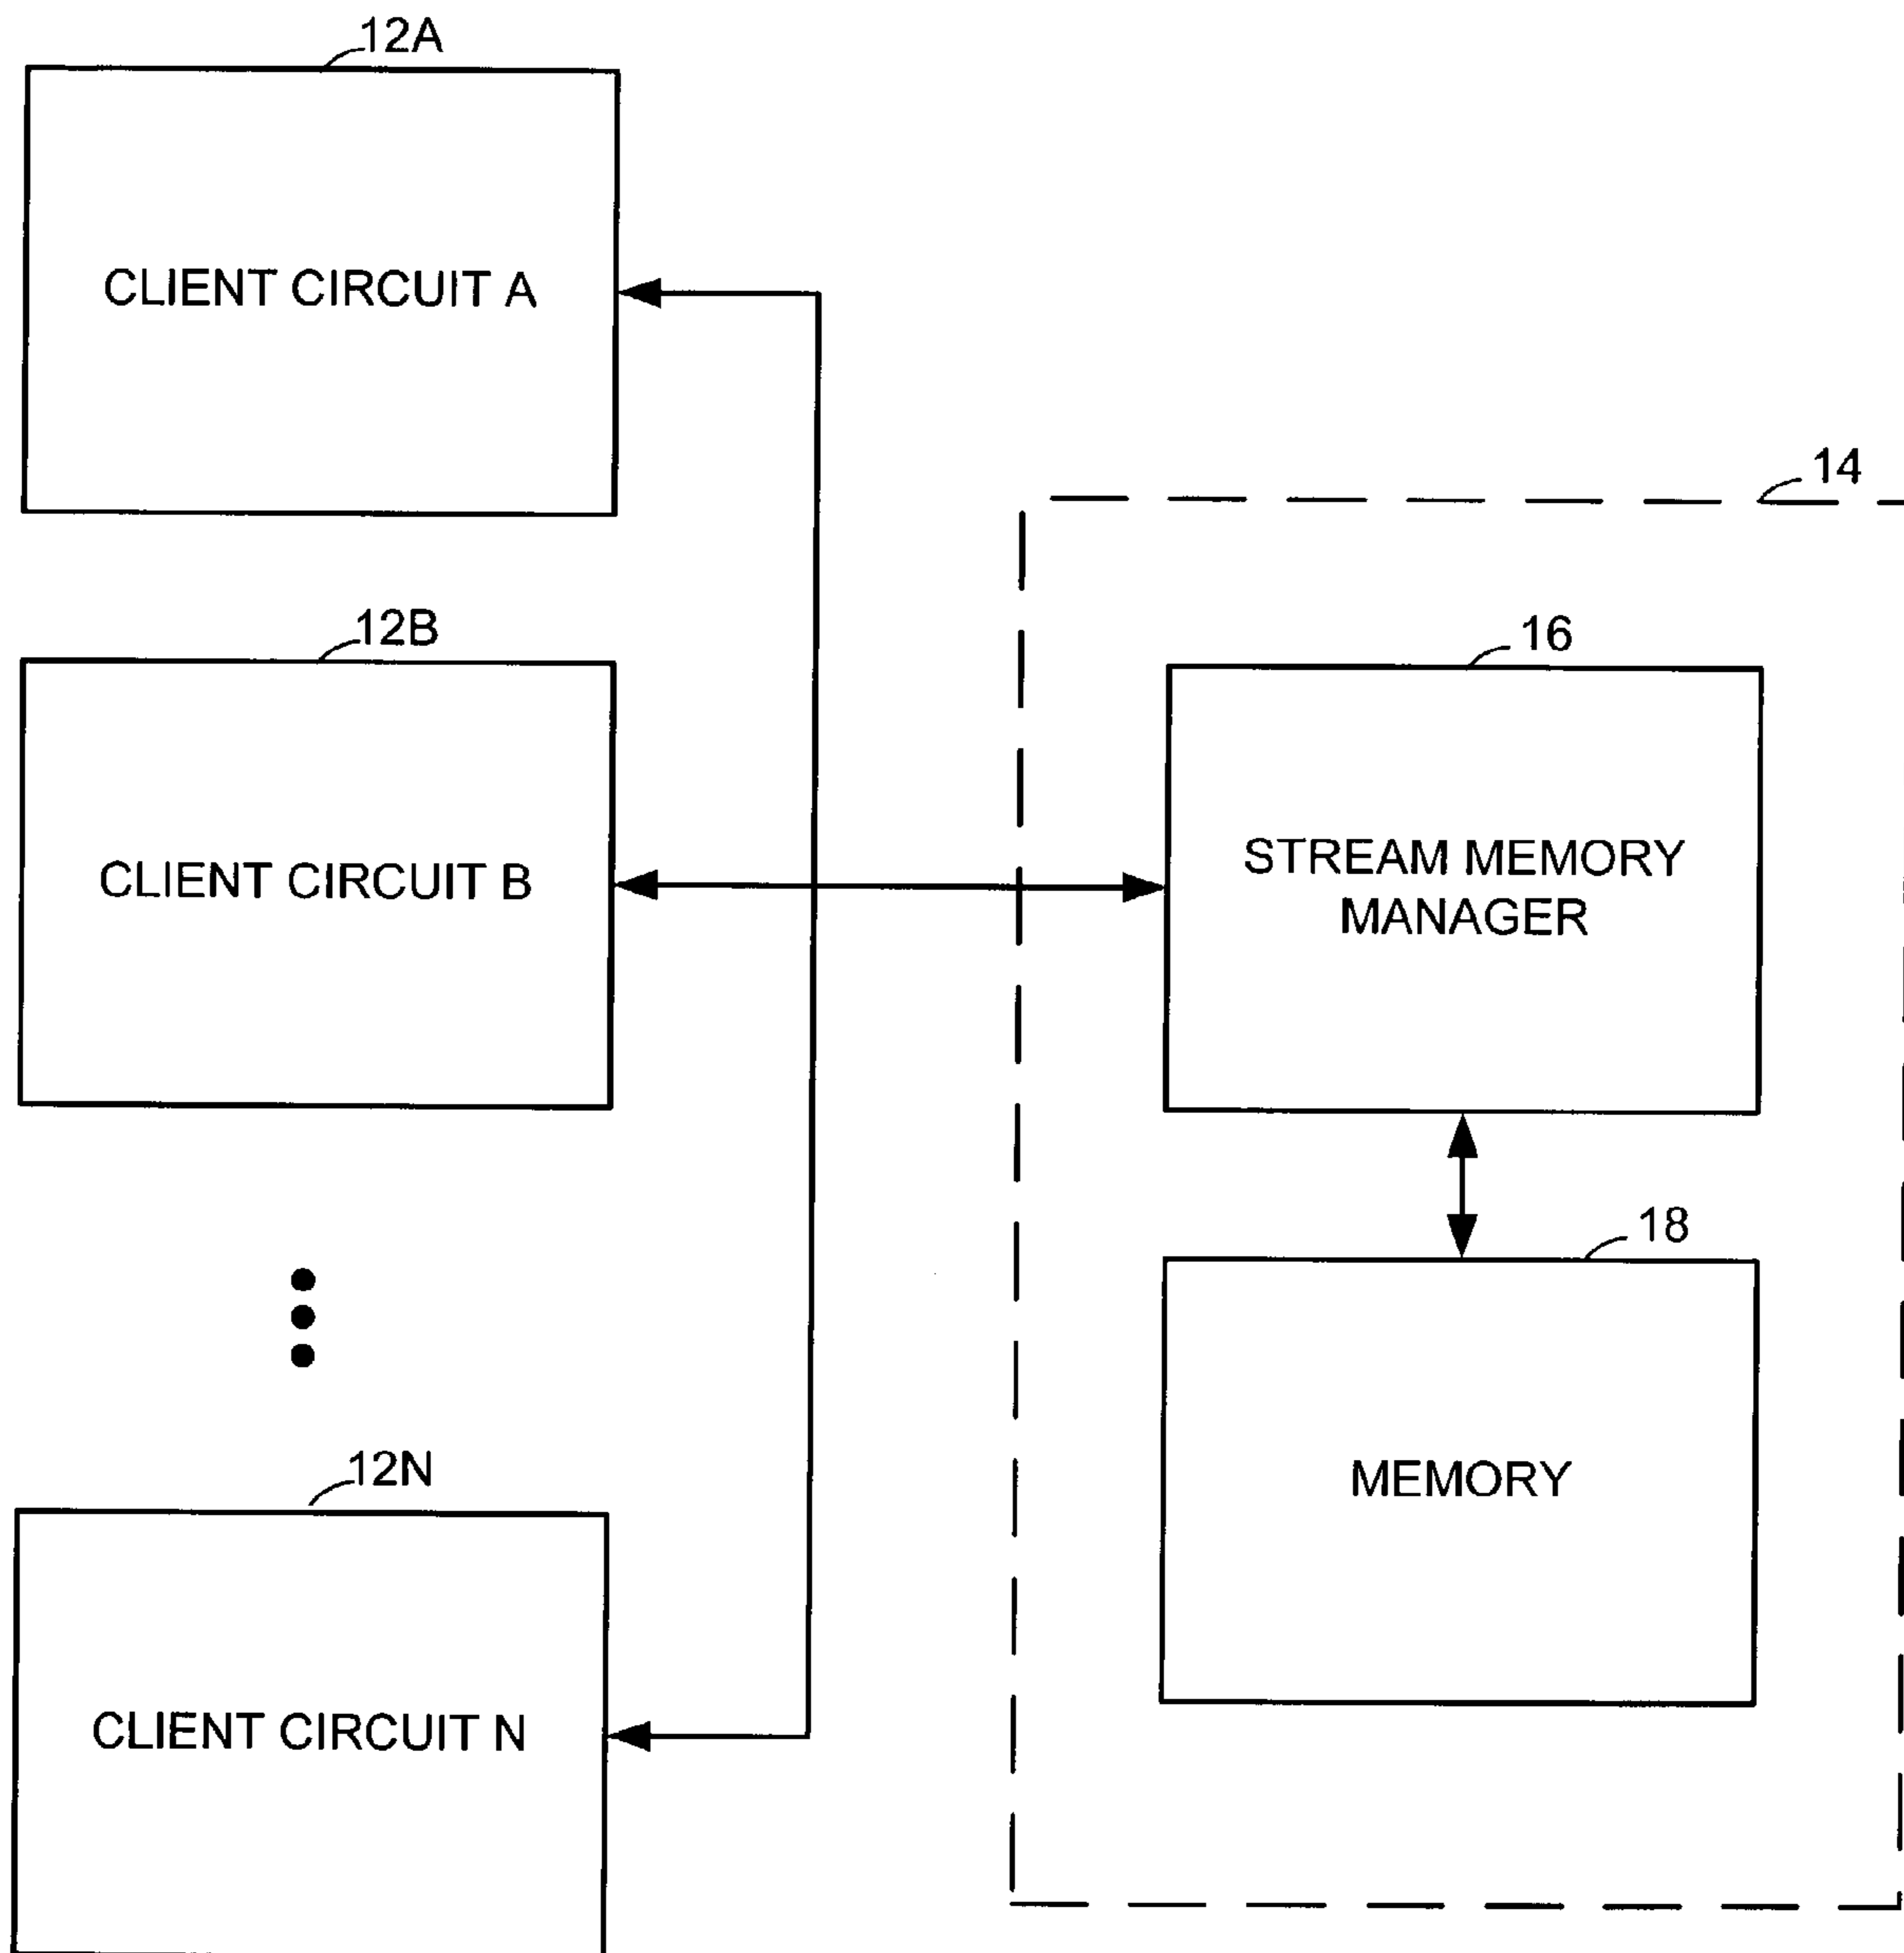 12A
CLIENT CIRCUIT A
14
12B
CLIENT CIRCUIT B
16
STREAM MEMORY
MANAGER
18
MEMORY
12N
CLIENT CIRCUIT N